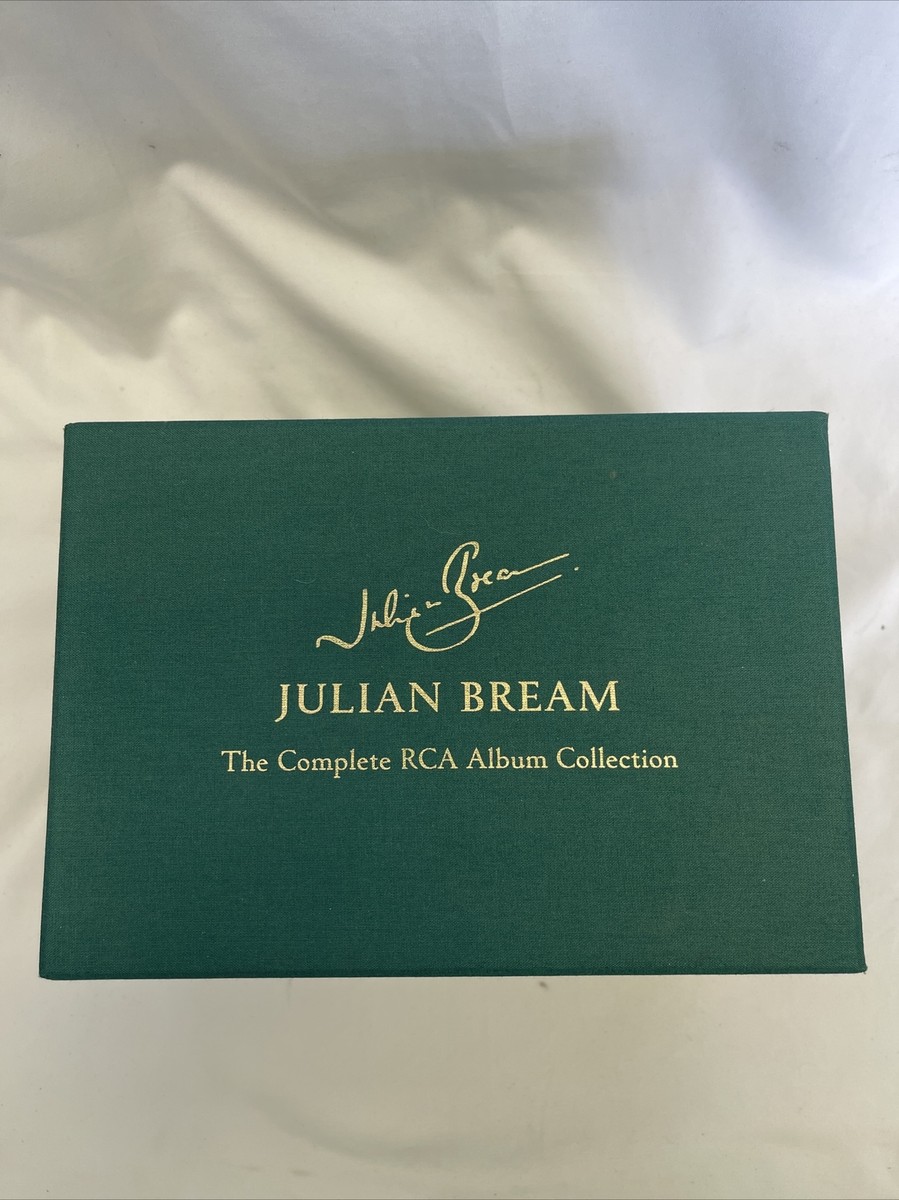 Julian Bream
JULIAN BREAM
The Complete RCA Album Collection